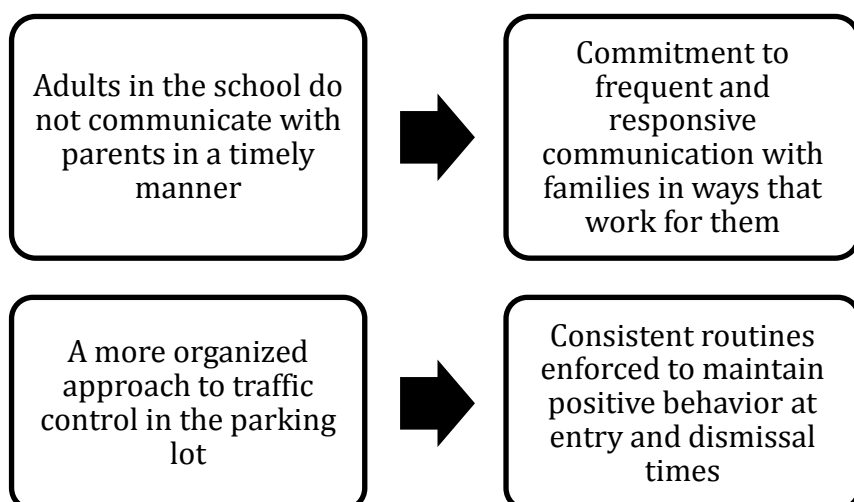 Adults in the school do
not communicate with
parents in a timely
manner
Commitment to
frequent and
responsive
communication with
families in ways that
work for them
A more organized
approach to traffic
control in the parking
lot
Consistent routines
enforced to maintain
positive behavior at
entry and dismissal
times